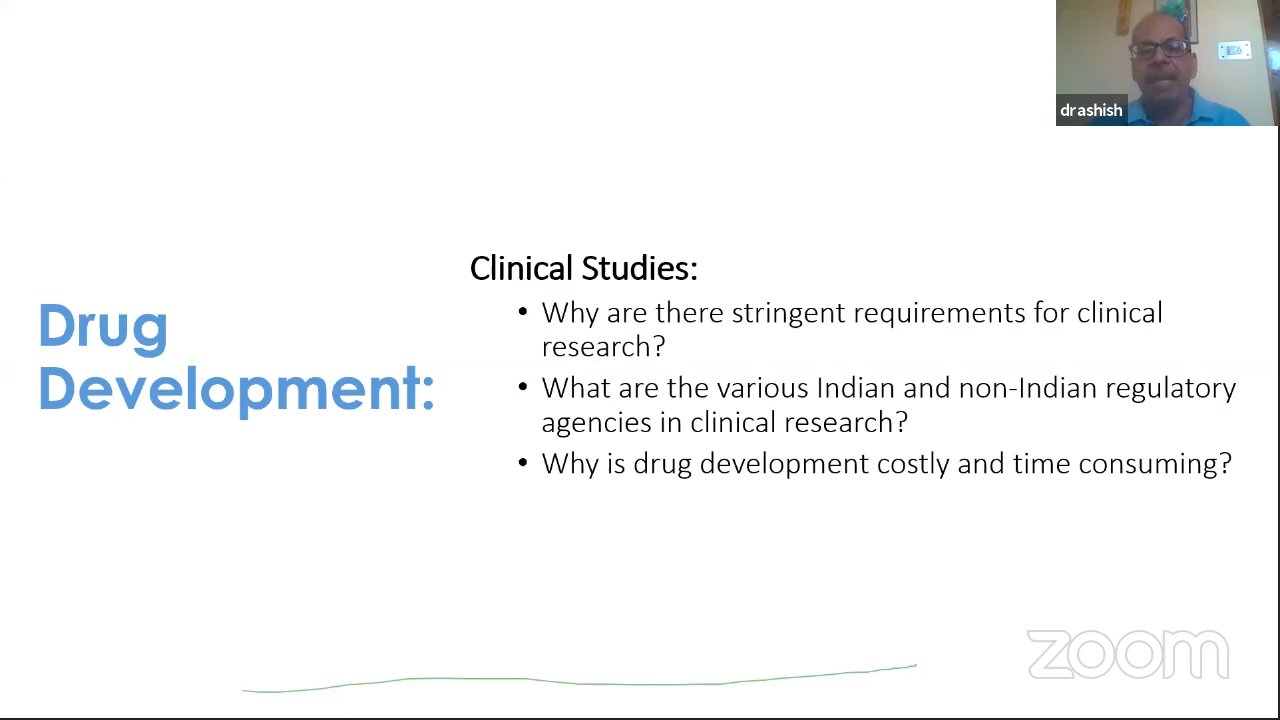 drashish
Clinical Studies:
Drug
Development:
• Why are there stringent requirements for clinical
research?
• What are the various Indian and non-Indian regulatory
agencies in clinical research?
• Why is drug development costly and time consuming?
zoom